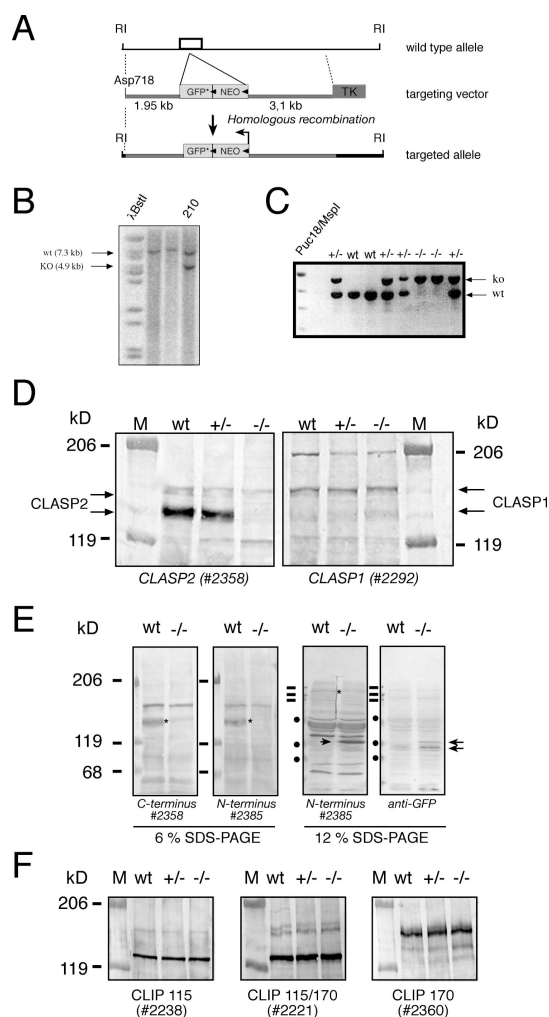 A
RI RI
wild type allele
Asp718
GFP* NEO TK
targeting vector
1.95 kb 3,1 kb
Homologous recombination
RI RI
GFP* NEO
targeted allele
B
λBstI 210
wt (7.3 kb)
KO (4.9 kb)
C
Puc18/MspI
+/- wt wt +/- +/- -/- -/- +/-
ko
wt
D
kD M wt +/- -/- wt +/- -/- M kD
206 206
CLASP2 CLASP1
119 119
CLASP2 (#2358) CLASP1 (#2292)
E
kD wt -/- wt -/- wt -/- wt -/-
206
* * *
119
68
C-terminus #2358
N-terminus #2385
N-terminus #2385
anti-GFP
6 % SDS-PAGE 12 % SDS-PAGE
F
kD M wt +/- -/- M wt +/- -/- M wt +/- -/-
206
119
CLIP 115 (#2238)
CLIP 115/170 (#2221)
CLIP 170 (#2360)